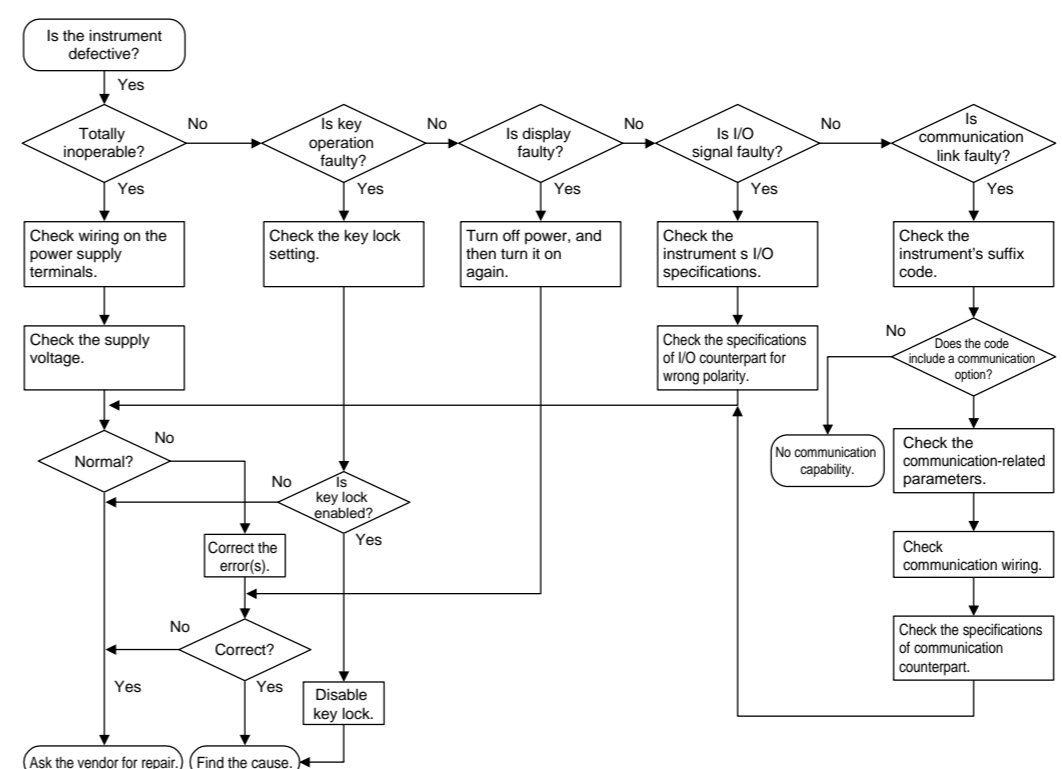 Is the instrument
defective?
Yes
Totally
inoperable?
No
Is key
operation
faulty?
No
Is display
faulty?
No
Is I/O
signal faulty?
No
Is
communication
link faulty?
Yes
Yes
Yes
Yes
Yes
Check wiring on the
power supply
terminals.
Check the key lock
setting.
Turn off power, and
then turn it on
again.
Check the
instrument s I/O
specifications.
Check the
instrument's suffix
code.
Check the supply
voltage.
Check the specifications
of I/O counterpart for
wrong polarity.
No
Does the code
include a communication
option?
Normal?
No
No communication
capability.
Check the
communication-related
parameters.
No
Is
key lock
enabled?
Yes
Correct the
error(s).
Check
communication wiring.
No
Correct?
Yes
Yes
Check the specifications
of communication
counterpart.
Disable
key lock.
Ask the vendor for repair.
Find the cause.